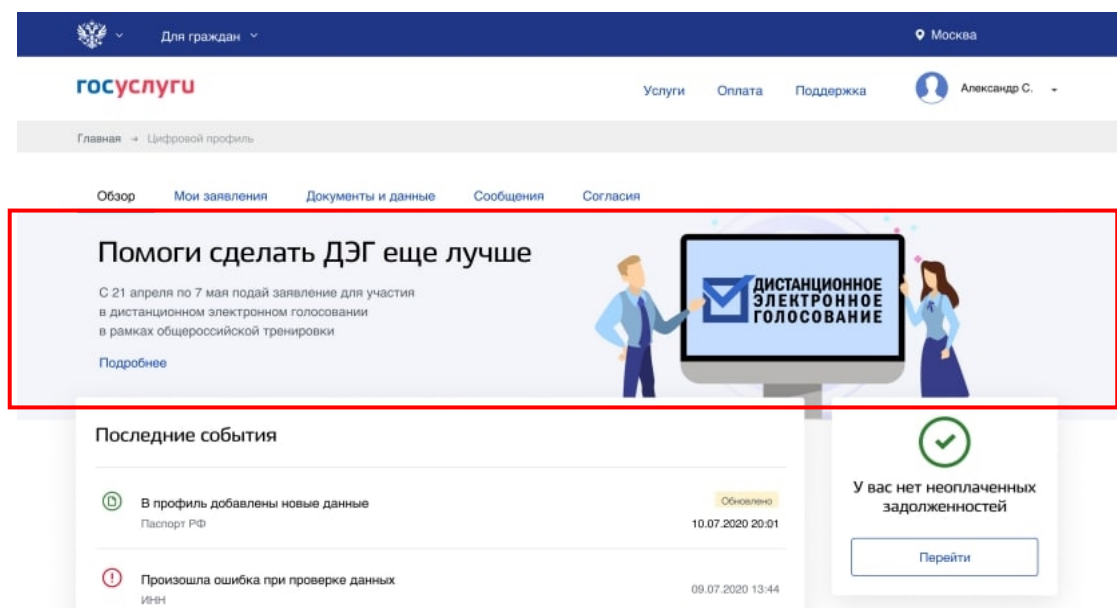 Для граждан
Москва
госуслуги
Услуги Оплата Поддержка Александр С.
Главная → Цифровой профиль
Обзор Мои заявления Документы и данные Сообщения Согласия
Помоги сделать ДЭГ еще лучше
С 21 апреля по 7 мая подай заявление для участия
в дистанционном электронном голосовании
в рамках общероссийской тренировки
Подробнее
ДИСТАНЦИОННОЕ
ЭЛЕКТРОННОЕ
ГОЛОСОВАНИЕ
Последние события
В профиль добавлены новые данные
Паспорт РФ
Обновлено
10.07.2020 20:01
Произошла ошибка при проверке данных
ИНН
09.07.2020 13:44
У вас нет неоплаченных
задолженностей
Перейти